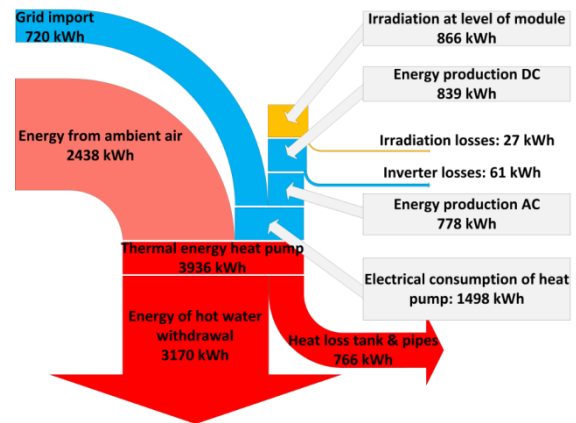 Grid import
720 kWh
Irradiation at level of module
866 kWh
Energy production DC
839 kWh
Energy from ambient air
2438 kWh
Irradiation losses: 27 kWh
Inverter losses: 61 kWh
Energy production AC
778 kWh
Thermal energy heat pump
3936 kWh
Electrical consumption of heat
pump: 1498 kWh
Energy of hot water
withdrawal
3170 kWh
Heat loss tank & pipes
766 kWh